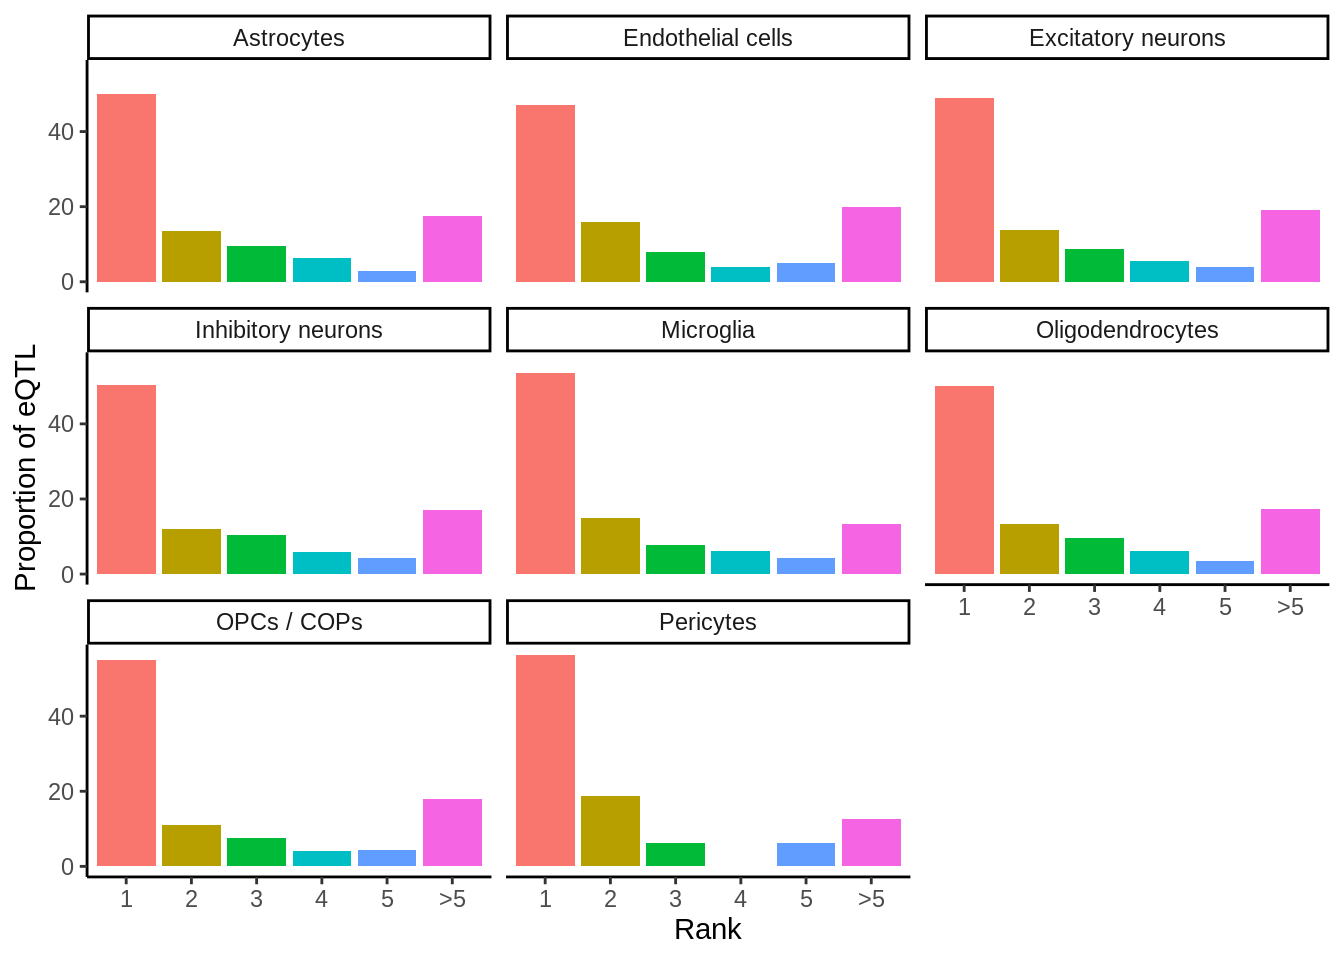 Astrocytes
Endothelial cells
Excitatory neurons
40
20
0
Inhibitory neurons
Microglia
Oligodendrocytes
40
20
0
1 2 3 4 5 >5
OPCs / COPs
Pericytes
40
20
0
1 2 3 4 5 >5
1 2 3 4 5 >5
Rank
Proportion of eQTL